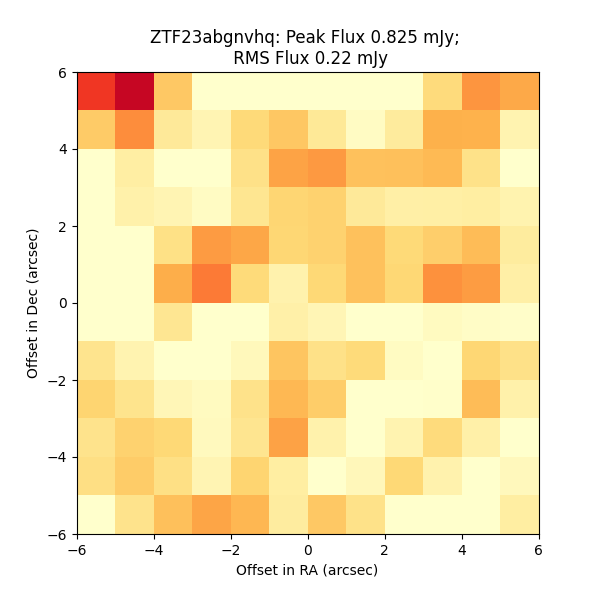 ZTF23abgnvhq: Peak Flux 0.825 mJy;
RMS Flux 0.22 mJy
6
4
2
0
−2
−4
−6
Offset in Dec (arcsec)
−6 −4 −2 0 2 4 6
Offset in RA (arcsec)